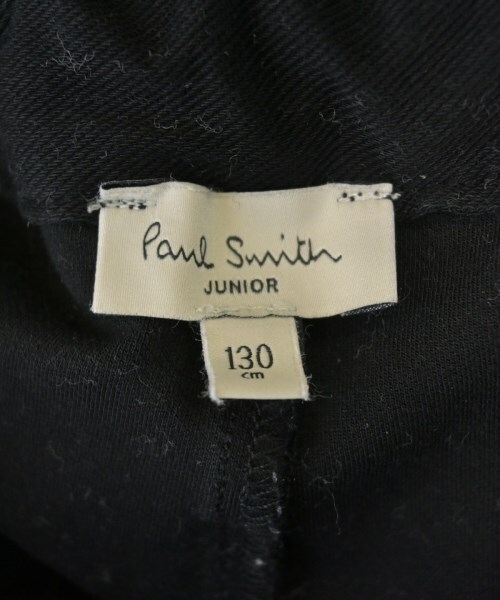 Paul Smith
JUNIOR
130
cm